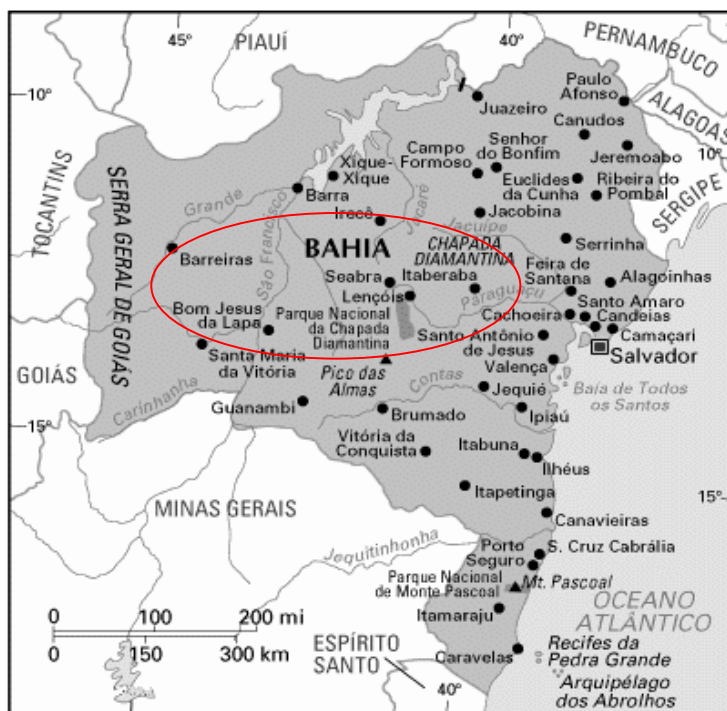 45°
PIAUÍ
40°
PERNAMBUCO
10°
Juazeiro
Paulo
Afonso
ALAGOAS
Canudos
10°
TOCANTINS
SERRA GERAL DE GOIÁS
Xique-
Xique
Campo
Formoso
Senhor
do Bonfim
Jeremoabo
Euclides
da Cunha
Ribeira do
Pombal
SERGIPE
Grande
Barra
São Francisco
Irecê
Jacaré
Jacobina
Jacuípe
Barreiras
BAHIA
CHAPADA
DIAMANTINA
Serrinha
Seabra
Itaberaba
Feira de
Santana
Alagoinhas
Lençóis
Paraguaçu
Santo Amaro
Bom Jesus
da Lapa
Parque Nacional
da Chapada
Diamantina
Cachoeira
Candeias
Santo Antônio
de Jesus
Camaçari
Salvador
GOIÁS
Santa Maria
da Vitória
Pico das
Almas
Valença
Contas
Jequié
Baía de Todos
os Santos
Carinhanha
Guanambi
Brumado
Ipiaú
15°
Vitória da
Conquista
Itabuna
Ilhéus
MINAS GERAIS
Itapetinga
15°
Canavieiras
Jequitinhonha
Porto
Seguro
S. Cruz Cabrália
Parque Nacional
de Monte Pascoal
Mt. Pascoal
Itamaraju
OCEANO
ATLÂNTICO
0 100 200 mi
0 150 300 km
ESPÍRITO
SANTO
Caravelas
Recifes da
Pedra Grande
40°
Arquipélago
dos Abrolhos